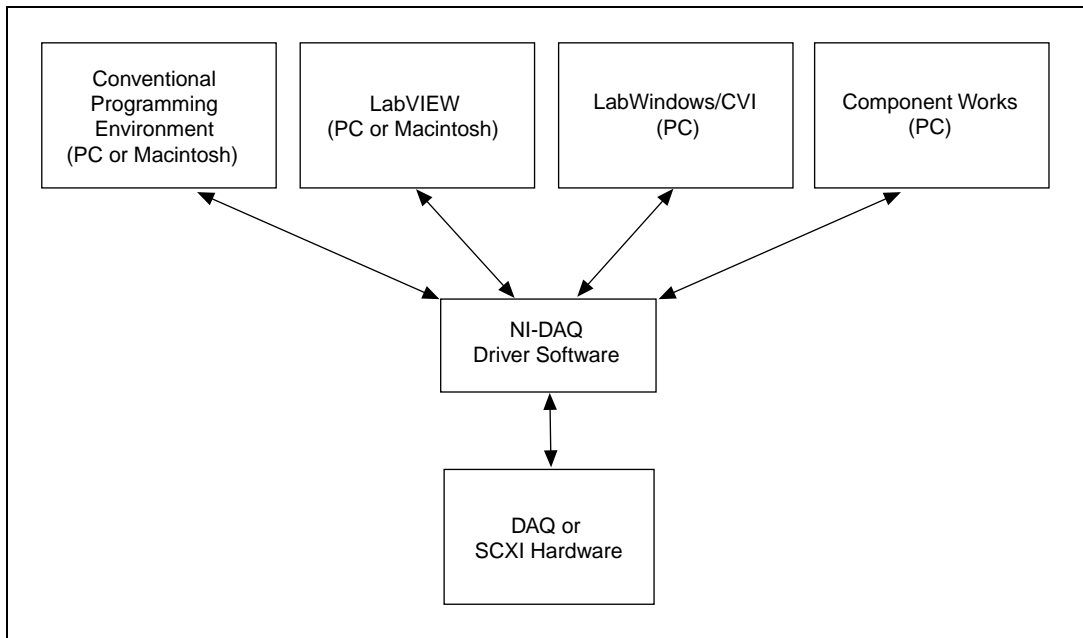 Conventional
Programming
Environment
(PC or Macintosh)
LabVIEW
(PC or Macintosh)
LabWindows/CVI
(PC)
Component Works
(PC)
NI-DAQ
Driver Software
DAQ or
SCXI Hardware